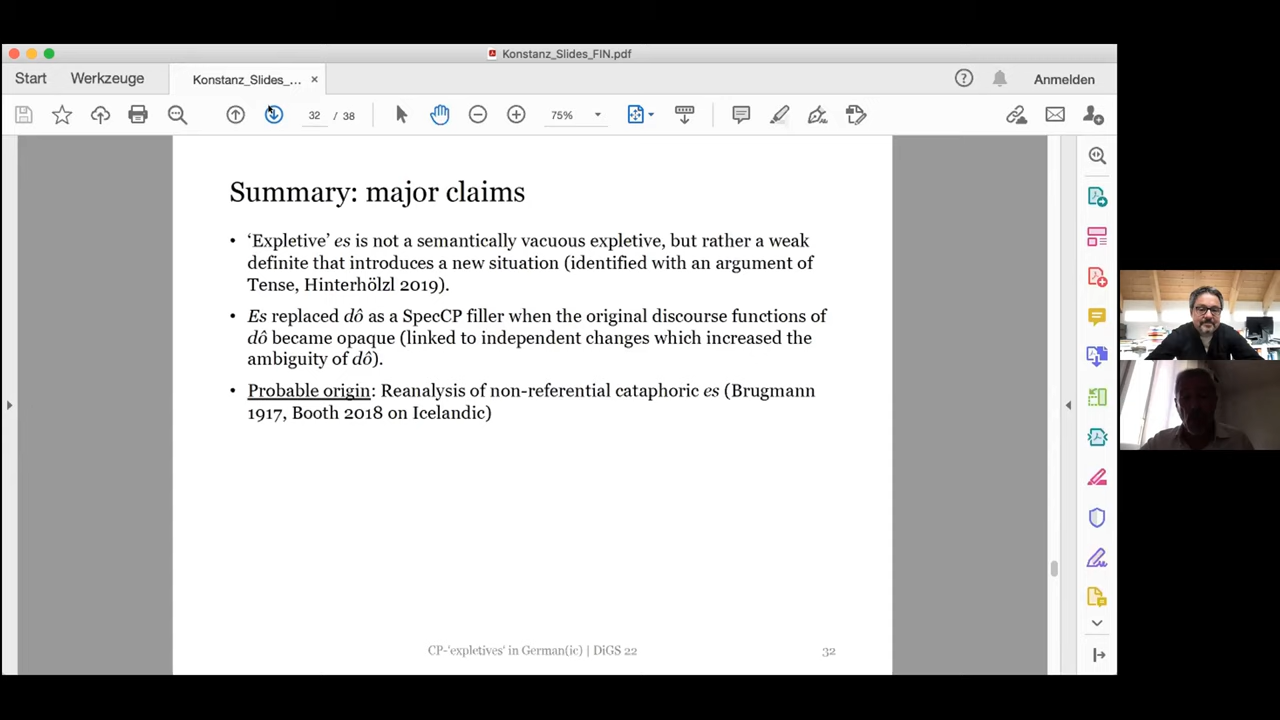 Konstanz_Slides_FIN.pdf
Start
Werkzeuge
Konstanz_Slides_...
Anmelden
32 / 38
75%
Summary: major claims
• ‘Expletive’ es is not a semantically vacuous expletive, but rather a weak
definite that introduces a new situation (identified with an argument of
Tense, Hinterhölzl 2019).
• Es replaced dô as a SpecCP filler when the original discourse functions of
dô became opaque (linked to independent changes which increased the
ambiguity of dô).
• Probable origin: Reanalysis of non-referential cataphoric es (Brugmann
1917, Booth 2018 on Icelandic)
CP-'expletives' in German(ic) | DiGS 22
32